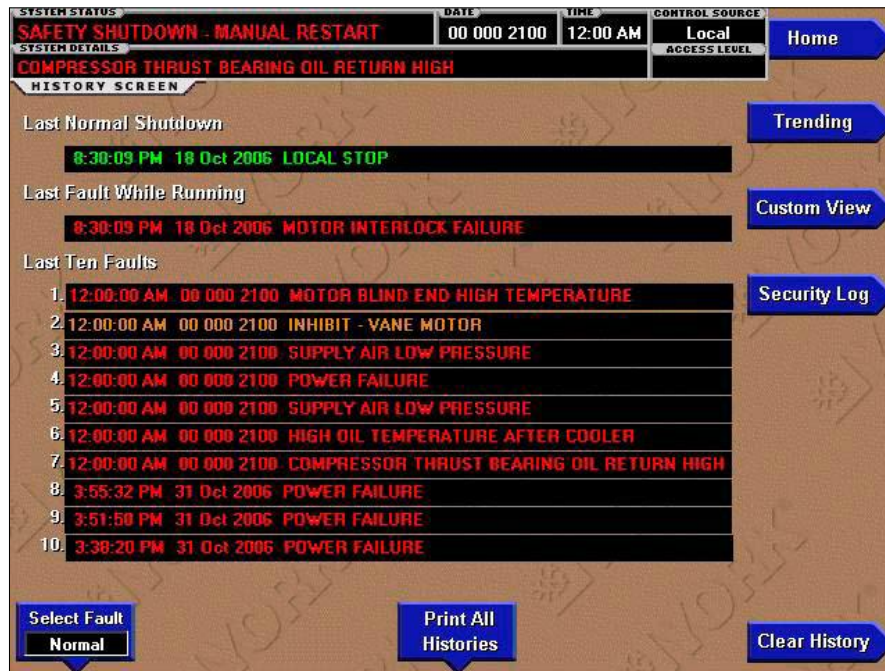 SYSTEM STATUS DATE TIME CONTROL SOURCE
SAFETY SHUTDOWN - MANUAL RESTART 00 000 2100 12:00 AM Local Home
SYSTEM DETAILS ACCESS LEVEL
COMPRESSOR THRUST BEARING OIL RETURN HIGH
HISTORY SCREEN
Last Normal Shutdown Trending
8:30:09 PM 18 Oct 2006 LOCAL STOP
Last Fault While Running Custom View
8:30:09 PM 18 Oct 2006 MOTOR INTERLOCK FAILURE
Last Ten Faults
1. 12:00:00 AM 00 000 2100 MOTOR BLIND END HIGH TEMPERATURE Security Log
2. 12:00:00 AM 00 000 2100 INHIBIT - VANE MOTOR
3. 12:00:00 AM 00 000 2100 SUPPLY AIR LOW PRESSURE
4. 12:00:00 AM 00 000 2100 POWER FAILURE
5. 12:00:00 AM 00 000 2100 SUPPLY AIR LOW PRESSURE
6. 12:00:00 AM 00 000 2100 HIGH OIL TEMPERATURE AFTER COOLER
7. 12:00:00 AM 00 000 2100 COMPRESSOR THRUST BEARING OIL RETURN HIGH
8. 3:55:32 PM 31 Oct 2006 POWER FAILURE
9. 3:51:50 PM 31 Oct 2006 POWER FAILURE
10. 3:38:20 PM 31 Oct 2006 POWER FAILURE
Select Fault Print All
Normal Histories Clear History
YORK